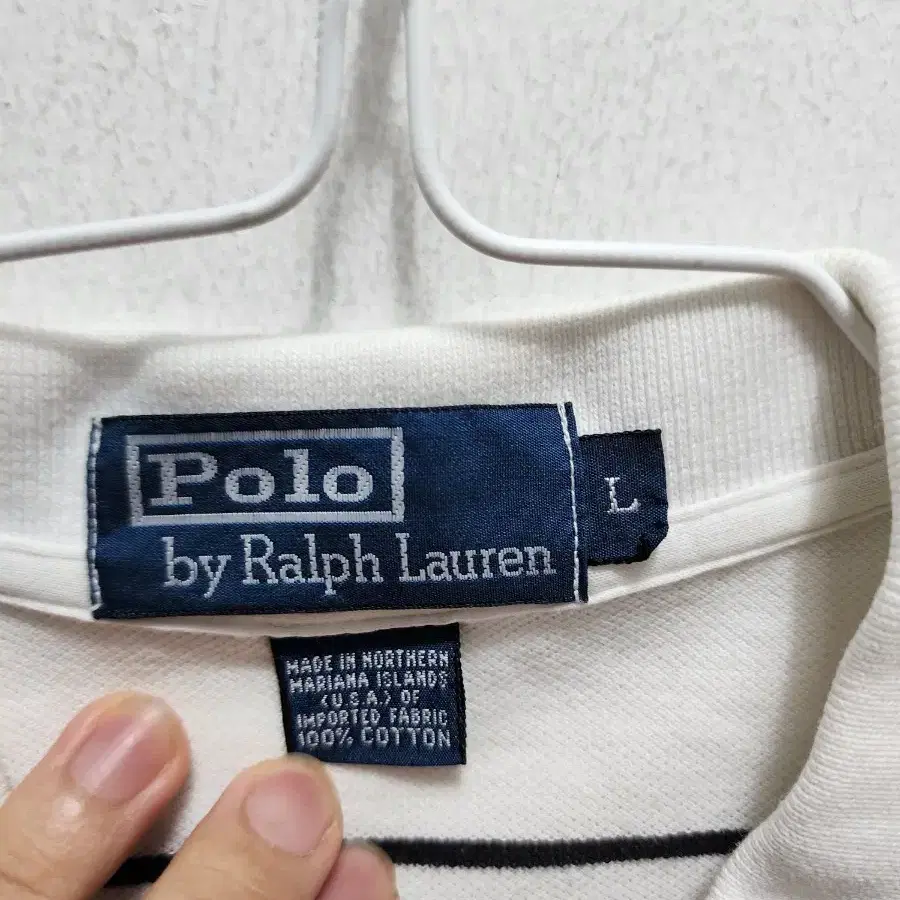 Polo
by Ralph Lauren
L
MADE IN NORTHERN
MARIANA ISLANDS
(U.S.A.) OF
IMPORTED FABRIC
100% COTTON